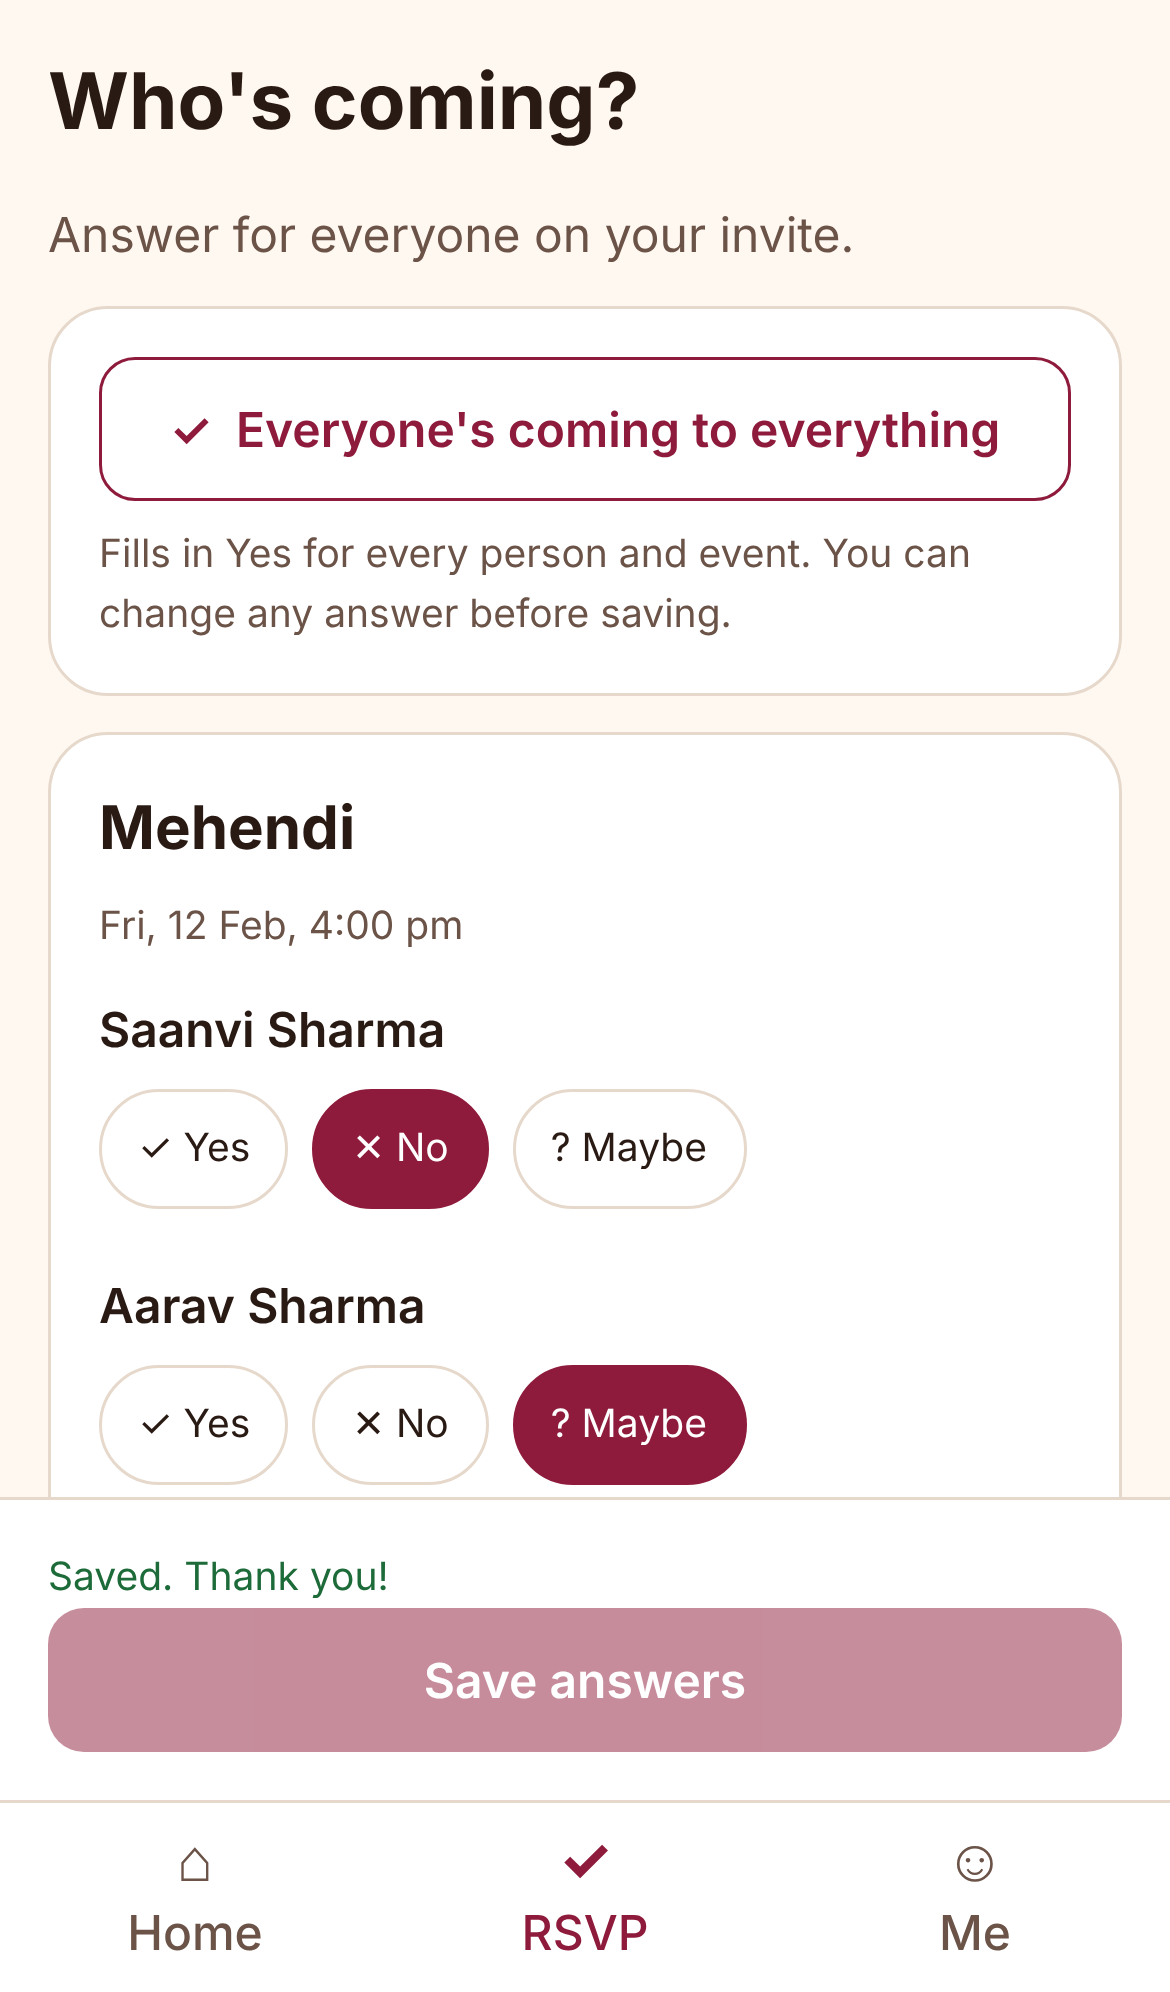 Who's coming?
Answer for everyone on your invite.
✓ Everyone's coming to everything
Fills in Yes for every person and event. You can
change any answer before saving.
Mehendi
Fri, 12 Feb, 4:00 pm
Saanvi Sharma
✓ Yes ✕ No ? Maybe
Aarav Sharma
✓ Yes ✕ No ? Maybe
Saved. Thank you!
Save answers
Home RSVP Me